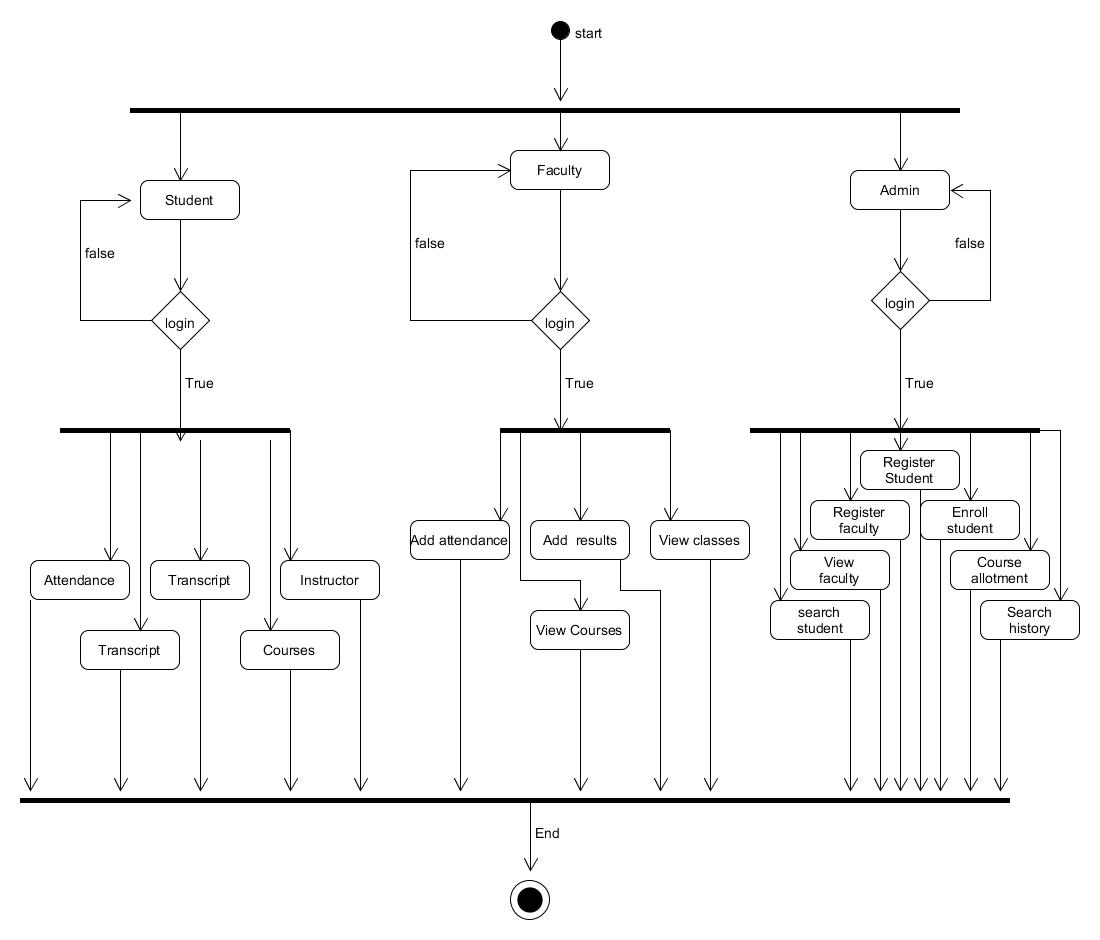 start
Student
Faculty
Admin
false
false
false
login
login
login
True
True
True
Register
Student
Register
faculty
Enroll
student
Add attendance
Add  results
View classes
View
faculty
Course
allotment
Attendance
Transcript
Instructor
search
student
Search
history
View Courses
Transcript
Courses
End